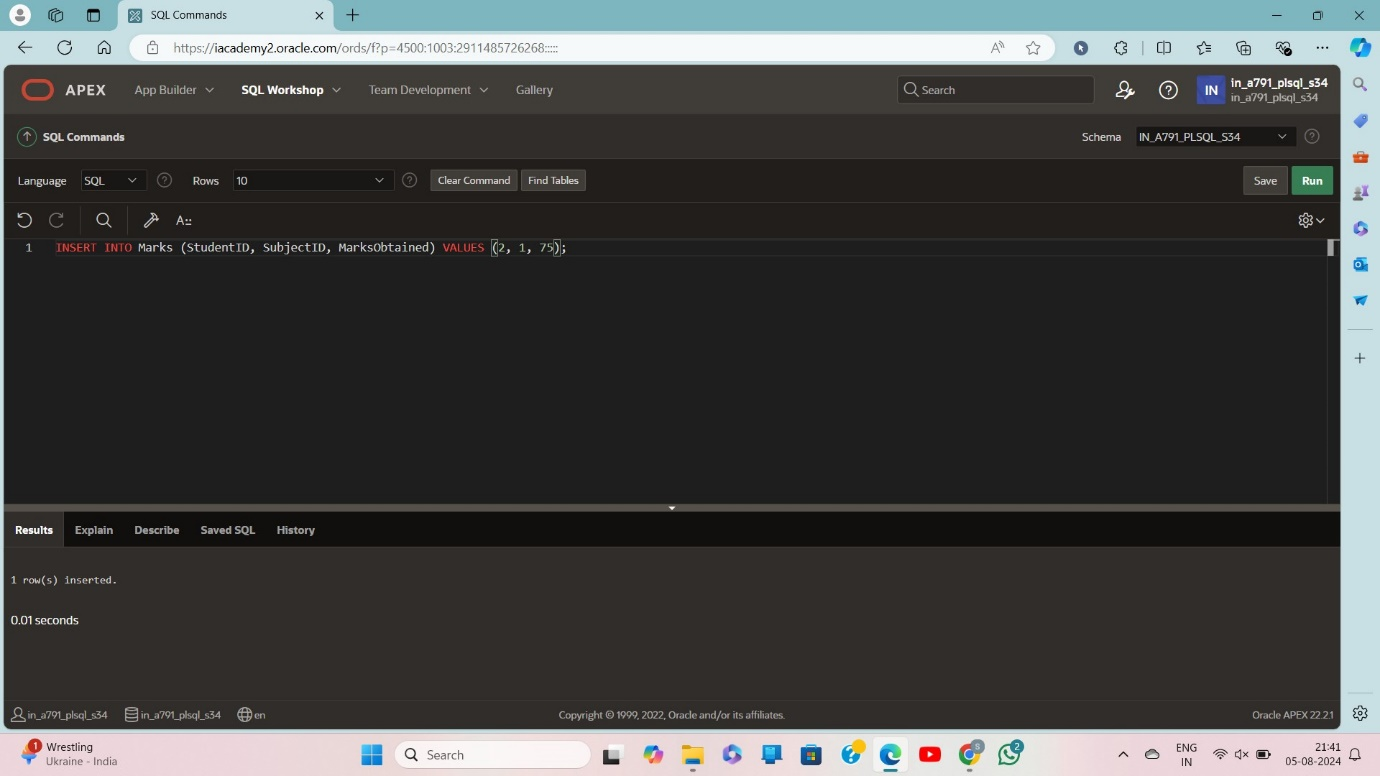 SQL Commands
https://iacademy2.oracle.com/ords/f?p=4500:1003:2911485726268:::::
APEX App Builder SQL Workshop Team Development Gallery Search IN in_a791_plsql_s34
in_a791_plsql_s34
SQL Commands Schema IN_A791_PLSQL_S34
Language SQL Rows 10 Clear Command Find Tables Save Run
A::
1 INSERT INTO Marks (StudentID, SubjectID, MarksObtained) VALUES (2, 1, 75);
Results Explain Describe Saved SQL History
1 row(s) inserted.
0.01 seconds
in_a791_plsql_s34 in_a791_plsql_s34 en Copyright © 1999, 2022, Oracle and/or its affiliates. Oracle APEX 22.2.1
1 Wrestling
Ukraine - India
Search
5
2
ENG
IN
21:41
05-08-2024